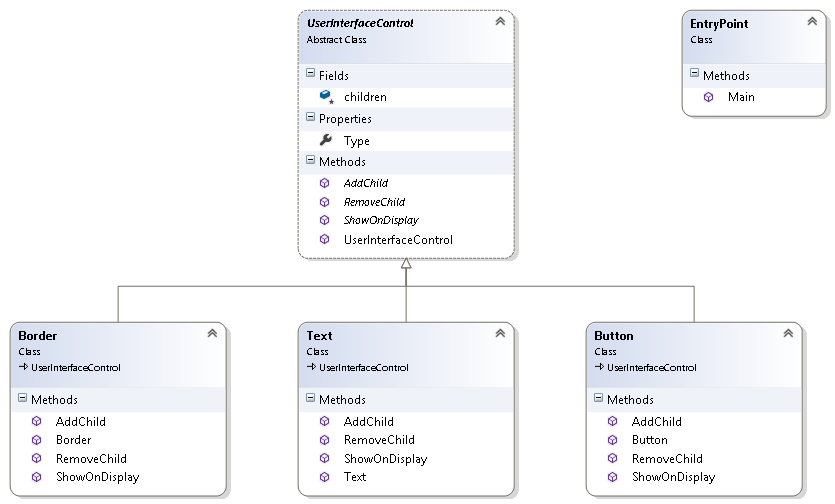 UserInterfaceControl
Abstract Class
Fields
children
Properties
Type
Methods
AddChild
RemoveChild
ShowOnDisplay
UserInterfaceControl
EntryPoint
Class
Methods
Main
Border
Class
UserInterfaceControl
Methods
AddChild
Border
RemoveChild
ShowOnDisplay
Text
Class
UserInterfaceControl
Methods
AddChild
RemoveChild
ShowOnDisplay
Text
Button
Class
UserInterfaceControl
Methods
AddChild
Button
RemoveChild
ShowOnDisplay